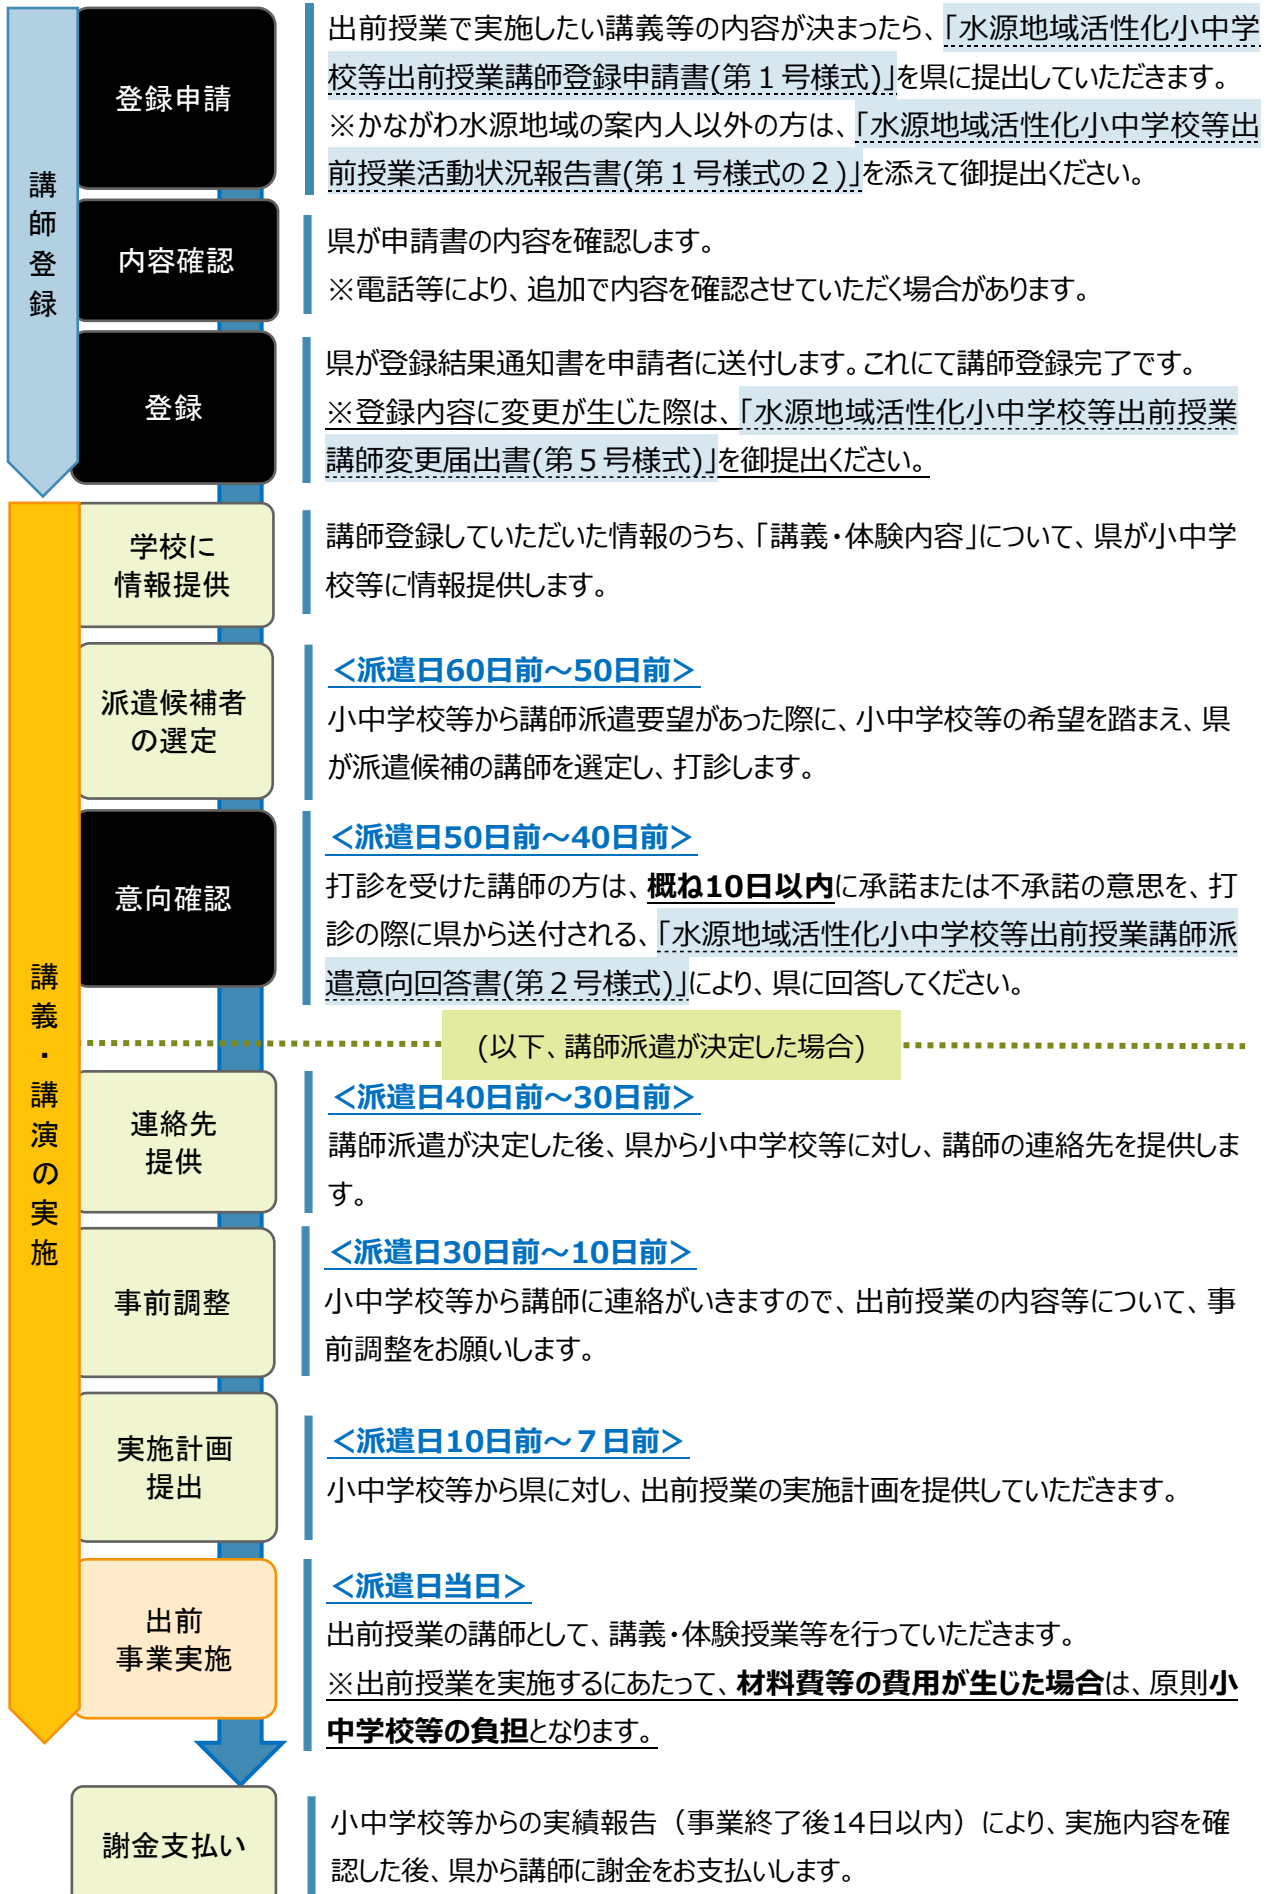 講師登録
登録申請
出前授業で実施したい講義等の内容が決まったら、「水源地域活性化小中学
校等出前授業講師登録申請書(第１号様式)」を県に提出していただきます。
※かながわ水源地域の案内人以外の方は、「水源地域活性化小中学校等出
前授業活動状況報告書(第１号様式の２)」を添えて御提出ください。
内容確認
県が申請書の内容を確認します。
※電話等により、追加で内容を確認させていただく場合があります。
登録
県が登録結果通知書を申請者に送付します。これにて講師登録完了です。
※登録内容に変更が生じた際は、「水源地域活性化小中学校等出前授業
講師変更届出書(第５号様式)」を御提出ください。
講義・講演の実施
学校に
情報提供
講師登録していただいた情報のうち、「講義・体験内容」について、県が小中学
校等に情報提供します。
派遣候補者
の選定
＜派遣日60日前～50日前＞
小中学校等から講師派遣要望があった際に、小中学校等の希望を踏まえ、県
が派遣候補の講師を選定し、打診します。
意向確認
＜派遣日50日前～40日前＞
打診を受けた講師の方は、概ね10日以内に承諾または不承諾の意思を、打
診の際に県から送付される、「水源地域活性化小中学校等出前授業講師派
遣意向回答書(第２号様式)」により、県に回答してください。
(以下、講師派遣が決定した場合)
連絡先
提供
＜派遣日40日前～30日前＞
講師派遣が決定した後、県から小中学校等に対し、講師の連絡先を提供しま
す。
事前調整
＜派遣日30日前～10日前＞
小中学校等から講師に連絡がいきますので、出前授業の内容等について、事
前調整をお願いします。
実施計画
提出
＜派遣日10日前～７日前＞
小中学校等から県に対し、出前授業の実施計画を提供していただきます。
出前
事業実施
＜派遣日当日＞
出前授業の講師として、講義・体験授業等を行っていただきます。
※出前授業を実施するにあたって、材料費等の費用が生じた場合は、原則小
中学校等の負担となります。
謝金支払い
小中学校等からの実績報告（事業終了後14日以内）により、実施内容を確
認した後、県から講師に謝金をお支払いします。